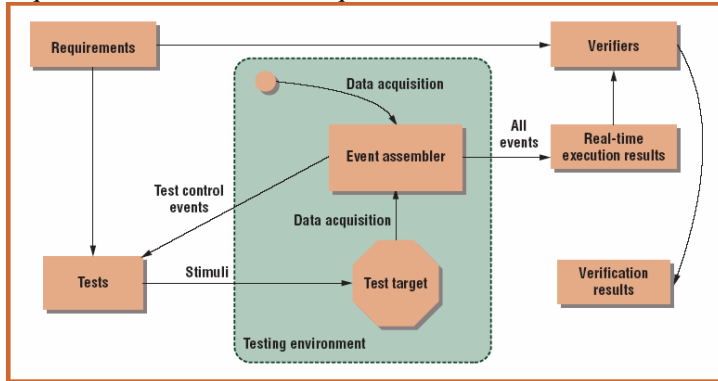 Requirements
Verifiers
Data acquisition
All
events
Event assembler
Real-time
execution results
Test control
events
Data acquisition
Tests
Stimuli
Test target
Verification
results
Testing environment